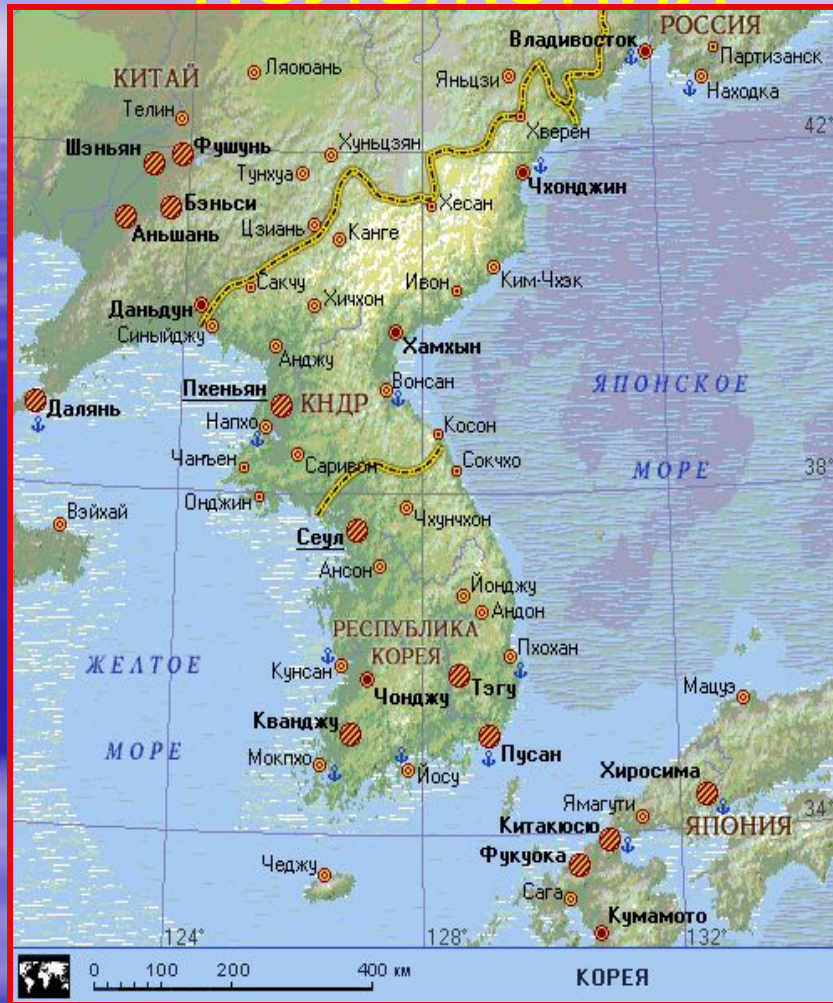 РОССИЯ
Владивосток
Партизанск
Ляоюань
КИТАЙ
Яньцзи
Находка
Телин
Хверён
42°
Шэньян
Фушунь
Хуньцзян
Тунхуа
Чхонджин
Бэньси
Хесан
Аньшань
Цзиань
Канге
Сакчу
Ивон
Ким-Чхэк
Даньдун
Хичхон
Синыйджу
Хамхын
Анджу
ЯПОНСКОЕ
МОРЕ
Вонсан
Пхеньян
КНДР
Далянь
Напхо
Косон
Чанъен
Саривон
Сокчхо
38°
Онджин
Вэйхай
Чхунчхон
Сеул
Ансон
Йонджу
Андон
РЕСПУБЛИКА
КОРЕЯ
ЖЕЛТОЕ
МОРЕ
Кунсан
Пхохан
Чонджу
Тэгу
Мацуэ
Кванджу
Пусан
Мокпхо
Йосу
Хиросима
Ямагути
34°
ЯПОНИЯ
Китакюсю
Фукуока
Чеджу
Сага
Кумамото
124°
128°
132°
0 100 200 400 км
КОРЕЯ